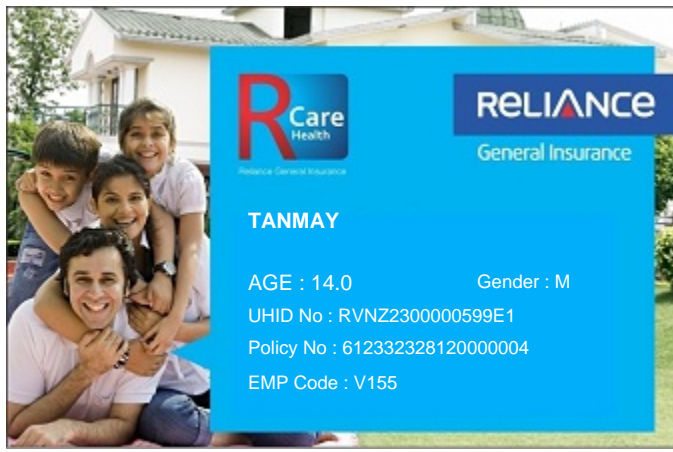 R Care
Health
Reliance General Insurance
RELIANCE
General Insurance
TANMAY
AGE : 14.0 Gender : M
UHID No : RVNZ2300000599E1
Policy No : 612332328120000004
EMP Code : V155